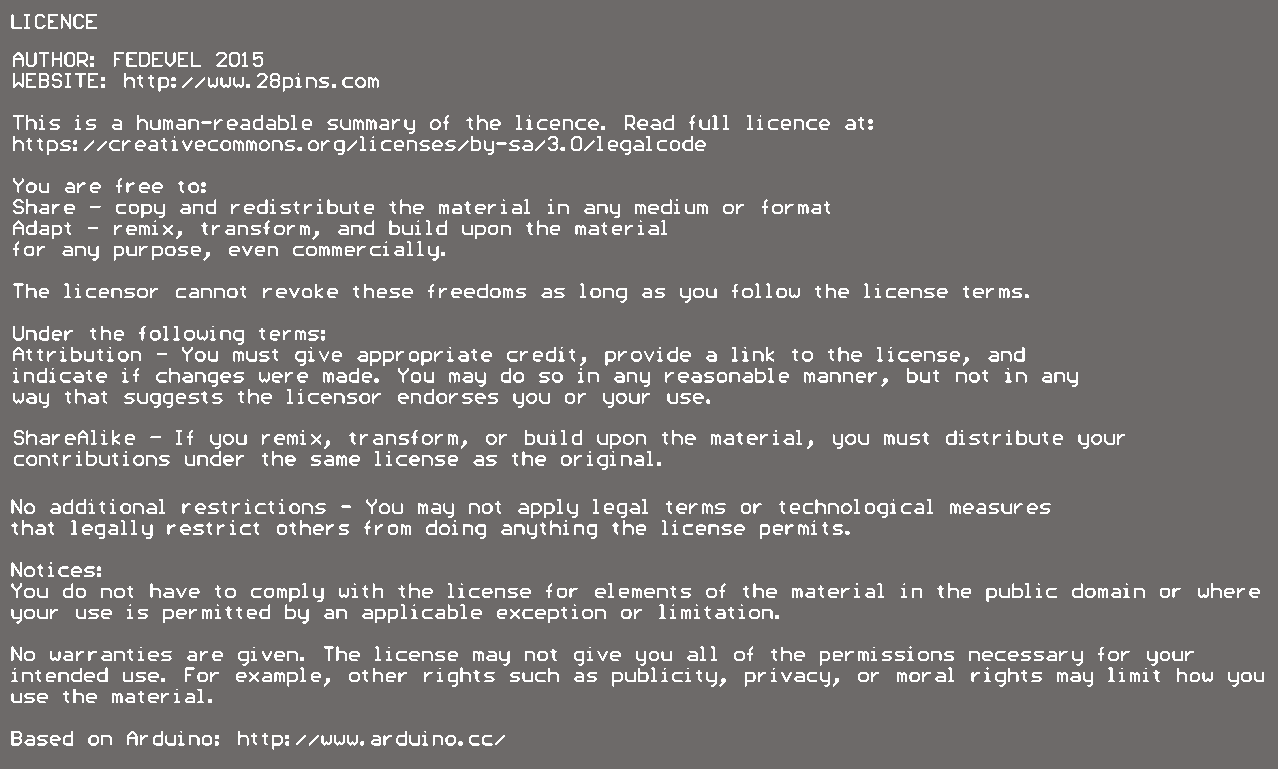 LICENCE
AUTHOR: FEDEVEL 2015
WEBSITE: http://www.28pins.com
This is a human-readable summary of the licence. Read full licence at:
https://creativecommons.org/licenses/by-sa/3.0/legalcode
You are free to:
Share - copy and redistribute the material in any medium or format
Adapt - remix, transform, and build upon the material
for any purpose, even commercially.
The licensor cannot revoke these freedoms as long as you follow the license terms.
Under the following terms:
Attribution - You must give appropriate credit, provide a link to the license, and
indicate if changes were made. You may do so in any reasonable manner, but not in any
way that suggests the licensor endorses you or your use.
ShareAlike - If you remix, transform, or build upon the material, you must distribute your
contributions under the same license as the original.
No additional restrictions - You may not apply legal terms or technological measures
that legally restrict others from doing anything the license permits.
Notices:
You do not have to comply with the license for elements of the material in the public domain or where
your use is permitted by an applicable exception or limitation.
No warranties are given. The license may not give you all of the permissions necessary for your
intended use. For example, other rights such as publicity, privacy, or moral rights may limit how you
use the material.
Based on Arduino: http://www.arduino.cc/